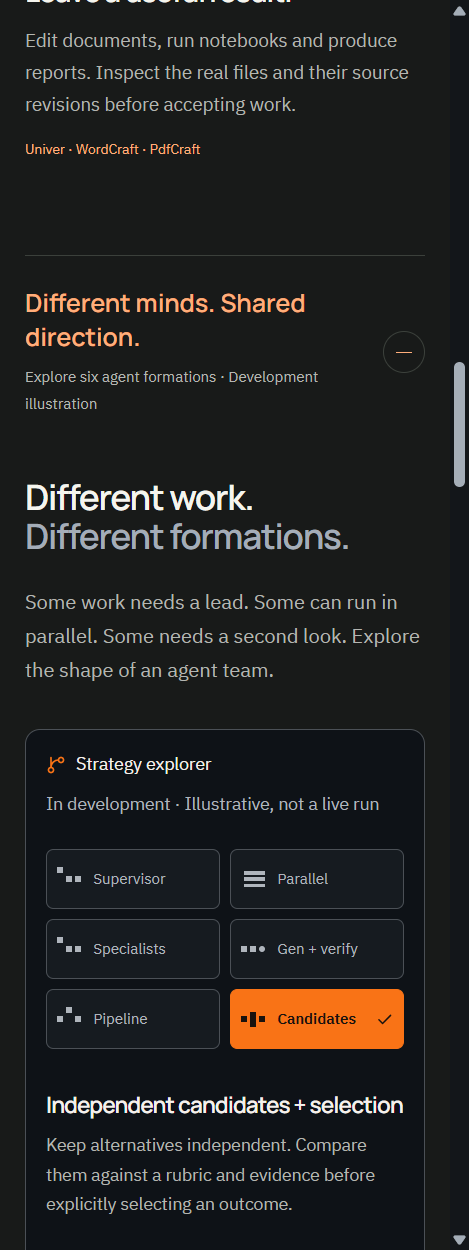 Edit documents, run notebooks and produce
reports. Inspect the real files and their source
revisions before accepting work.
Univer · WordCraft · PdfCraft
Different minds. Shared
direction.
Explore six agent formations · Development
illustration
Different work.
Different formations.
Some work needs a lead. Some can run in
parallel. Some needs a second look. Explore
the shape of an agent team.
Strategy explorer
In development · Illustrative, not a live run
Supervisor
Parallel
Specialists
Gen + verify
Pipeline
Candidates
Independent candidates + selection
Keep alternatives independent. Compare
them against a rubric and evidence before
explicitly selecting an outcome.